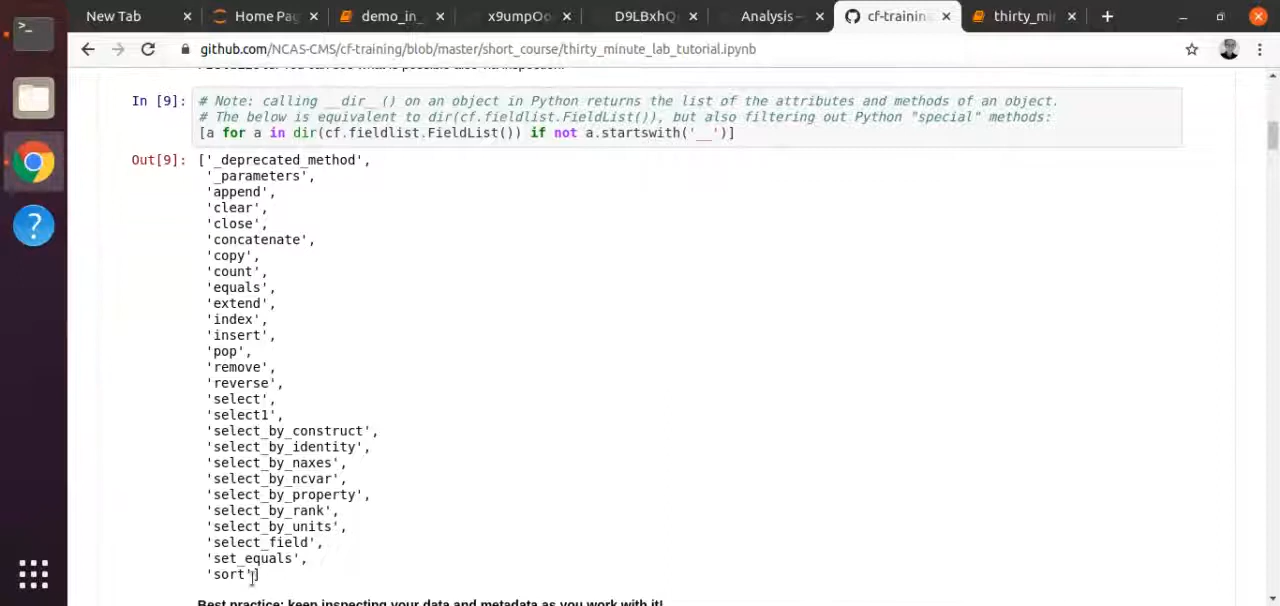 New Tab
Home Pag
demo_in_
x9umpOo
D9LBxhQ
Analysis -
cf-trainin
thirty_mi
github.com/NCAS-CMS/cf-training/blob/master/short_course/thirty_minute_lab_tutorial.ipynb
In [9]: # Note: calling __dir__() on an object in Python returns the list of the attributes and methods of an object.
# The below is equivalent to dir(cf.fieldlist.FieldList()), but also filtering out Python "special" methods:
[a for a in dir(cf.fieldlist.FieldList()) if not a.startswith('__')]
Out[9]: ['_deprecated_method',
'_parameters',
'append',
'clear',
'close',
'concatenate',
'copy',
'count',
'equals',
'extend',
'index',
'insert',
'pop',
'remove',
'reverse',
'select',
'select1',
'select_by_construct',
'select_by_identity',
'select_by_naxes',
'select_by_ncvar',
'select_by_property',
'select_by_rank',
'select_by_units',
'select_field',
'set_equals',
'sort']
Best practice: keep inspecting your data and metadata as you work with it!